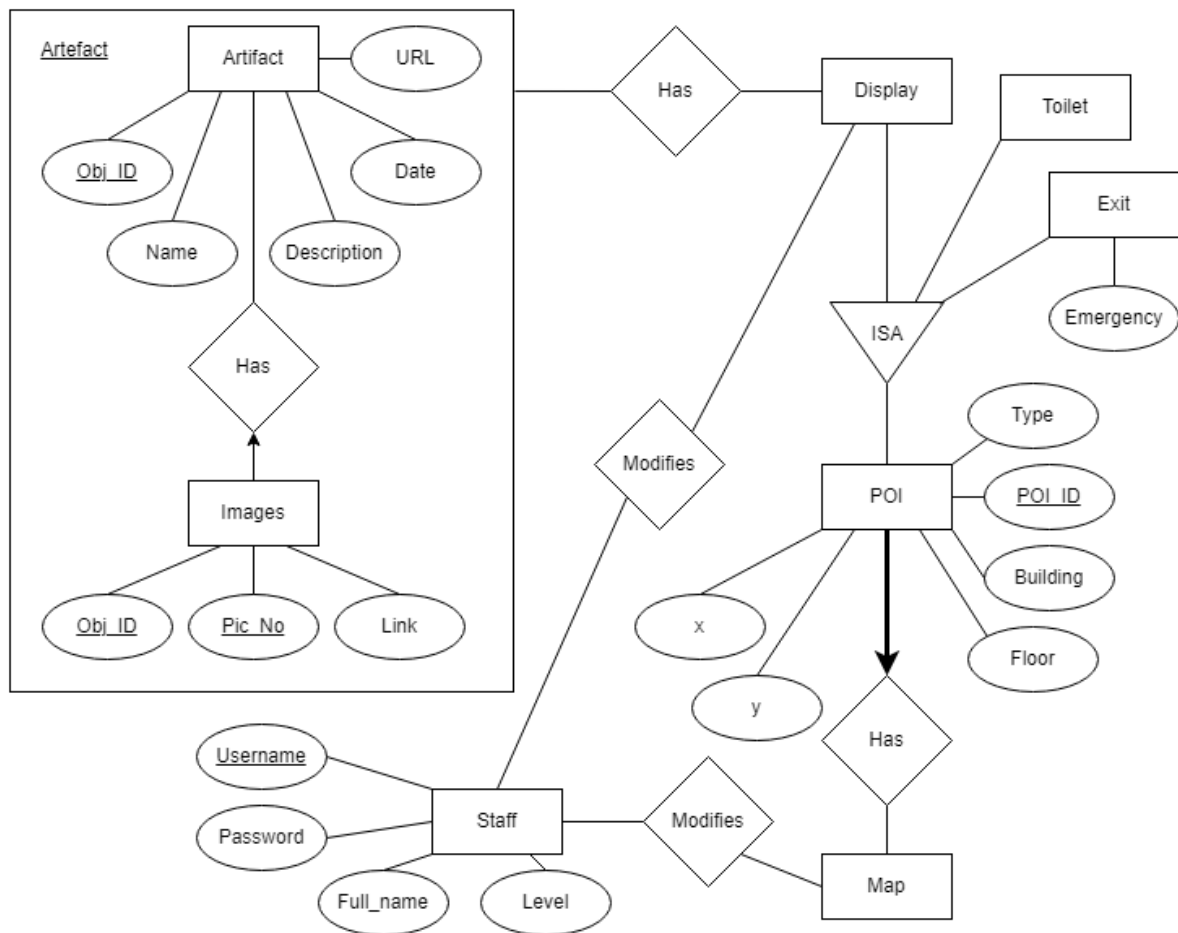 Artefact
Artifact
URL
Has
Display
Toilet
Obj_ID
Date
Exit
Name
Description
Emergency
ISA
Has
Type
Modifies
POI
POI_ID
Images
Building
Obj_ID
Pic_No
Link
x
Floor
y
Has
Username
Password
Staff
Modifies
Full_name
Level
Map